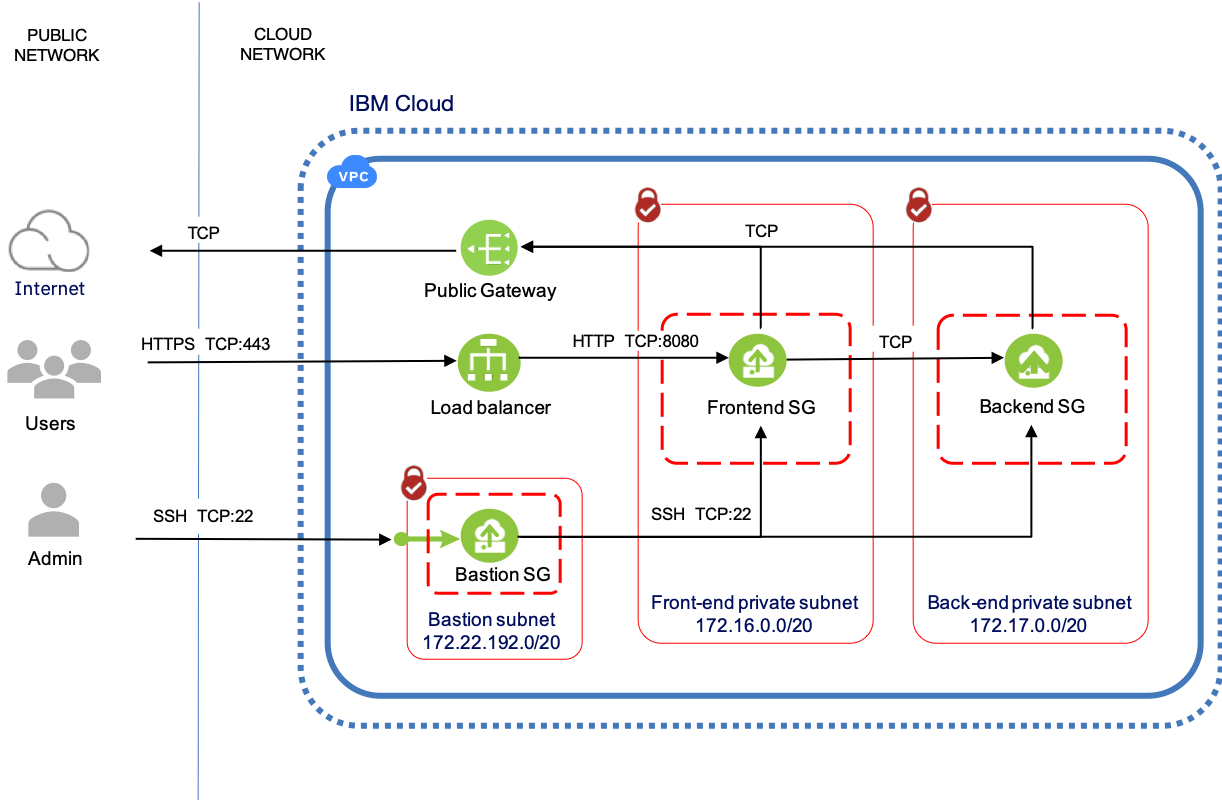 PUBLIC
NETWORK
CLOUD
NETWORK
IBM Cloud
VPC
TCP
TCP
Internet
Public Gateway
HTTPS TCP:443
HTTP TCP:8080
TCP
Users
Load balancer
Frontend SG
Backend SG
SSH TCP:22
SSH TCP:22
Admin
Bastion SG
Bastion subnet
172.22.192.0/20
Front-end private subnet
172.16.0.0/20
Back-end private subnet
172.17.0.0/20